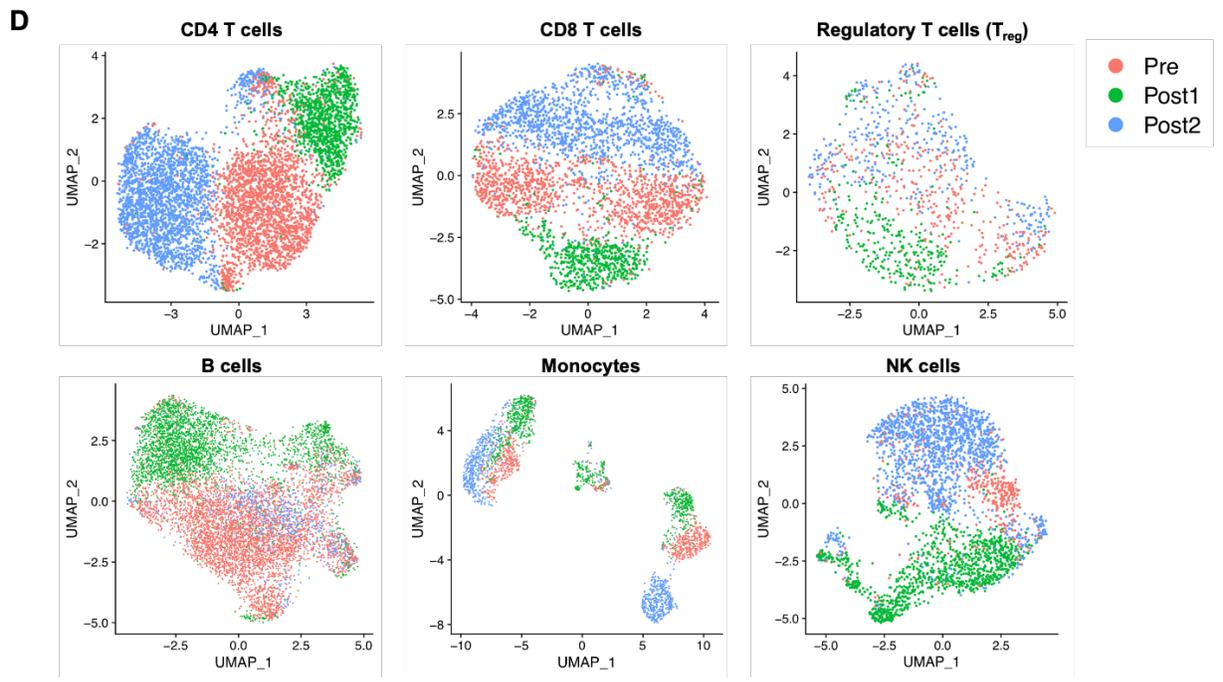 D
CD4 T cells
4
2
0
−2
−3
0
3
UMAP_1
UMAP_2
CD8 T cells
2.5
0.0
−2.5
−5.0
−4
−2
0
2
4
UMAP_1
UMAP_2
Regulatory T cells (Treg)
4
2
0
−2
−2.5
0.0
2.5
5.0
UMAP_1
UMAP_2
Pre
Post1
Post2
B cells
2.5
0.0
−2.5
−5.0
−2.5
0.0
2.5
5.0
UMAP_1
UMAP_2
Monocytes
4
0
−4
−8
−10
−5
0
5
10
UMAP_1
UMAP_2
NK cells
5.0
2.5
0.0
−2.5
−5.0
−5.0
−2.5
0.0
2.5
UMAP_1
UMAP_2